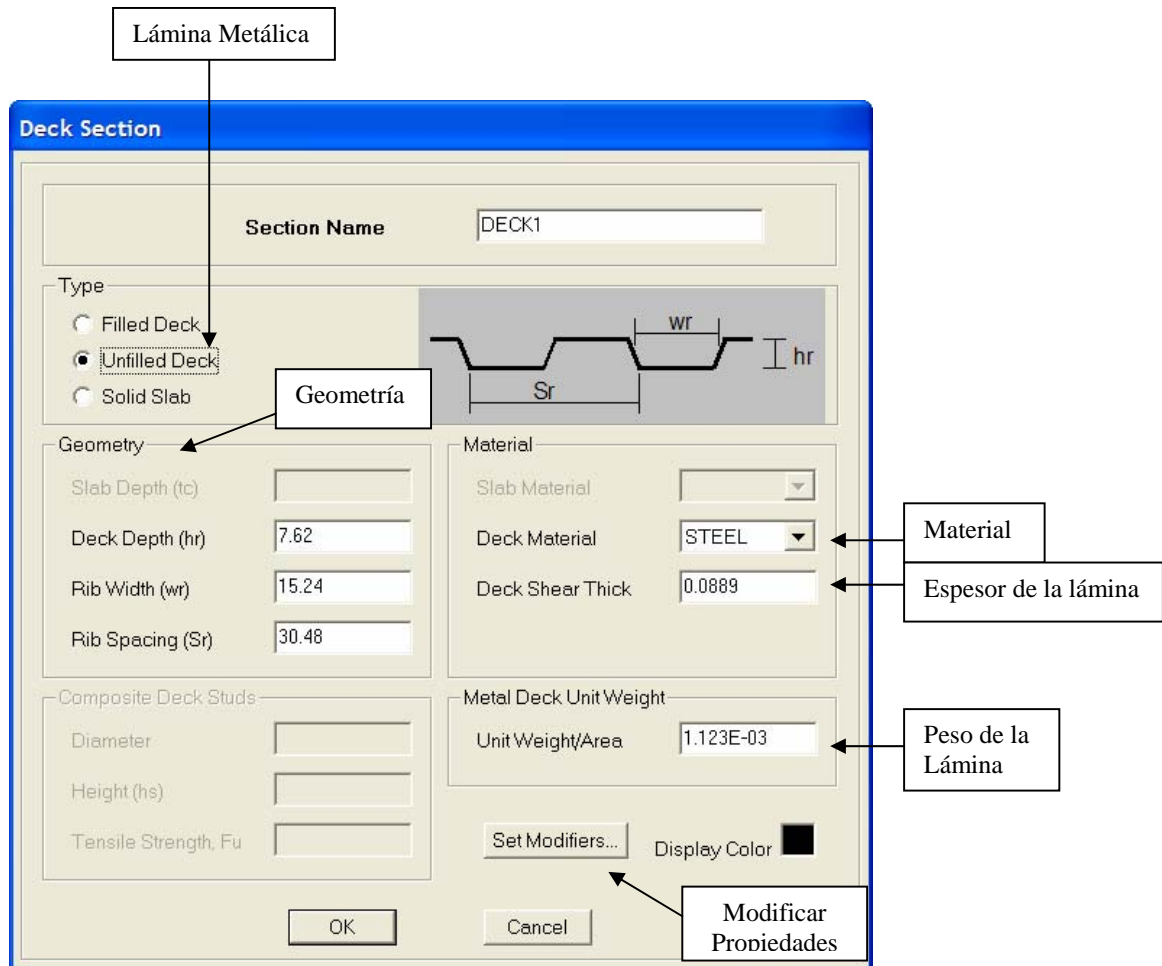 Lámina Metálica
Deck Section
Section Name
DECK1
Type
Filled Deck
Unfilled Deck
Solid Slab
wr
hr
Sr
Geometría
Geometry
Slab Depth (tc)
Deck Depth (hr)
7.62
Rib Width (wr)
15.24
Rib Spacing (Sr)
30.48
Material
Slab Material
Deck Material
STEEL
Deck Shear Thick
0.0889
Material
Espesor de la lámina
Composite Deck Studs
Diameter
Height (hs)
Tensile Strength, Fu
Metal Deck Unit Weight
Unit Weight/Area
1.123E-03
Peso de la
Lámina
Set Modifiers...
Display Color
Modificar
Propiedades
OK
Cancel